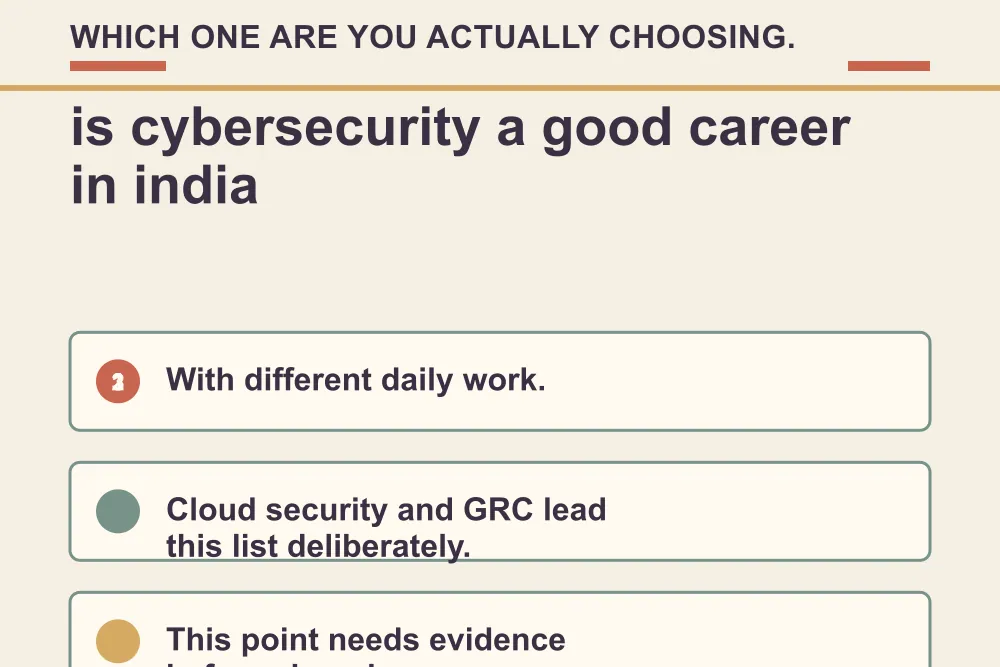 WHICH ONE ARE YOU ACTUALLY CHOOSING.
is cybersecurity a good career
in india
With different daily work.
Cloud security and GRC lead
this list deliberately.
This point needs evidence